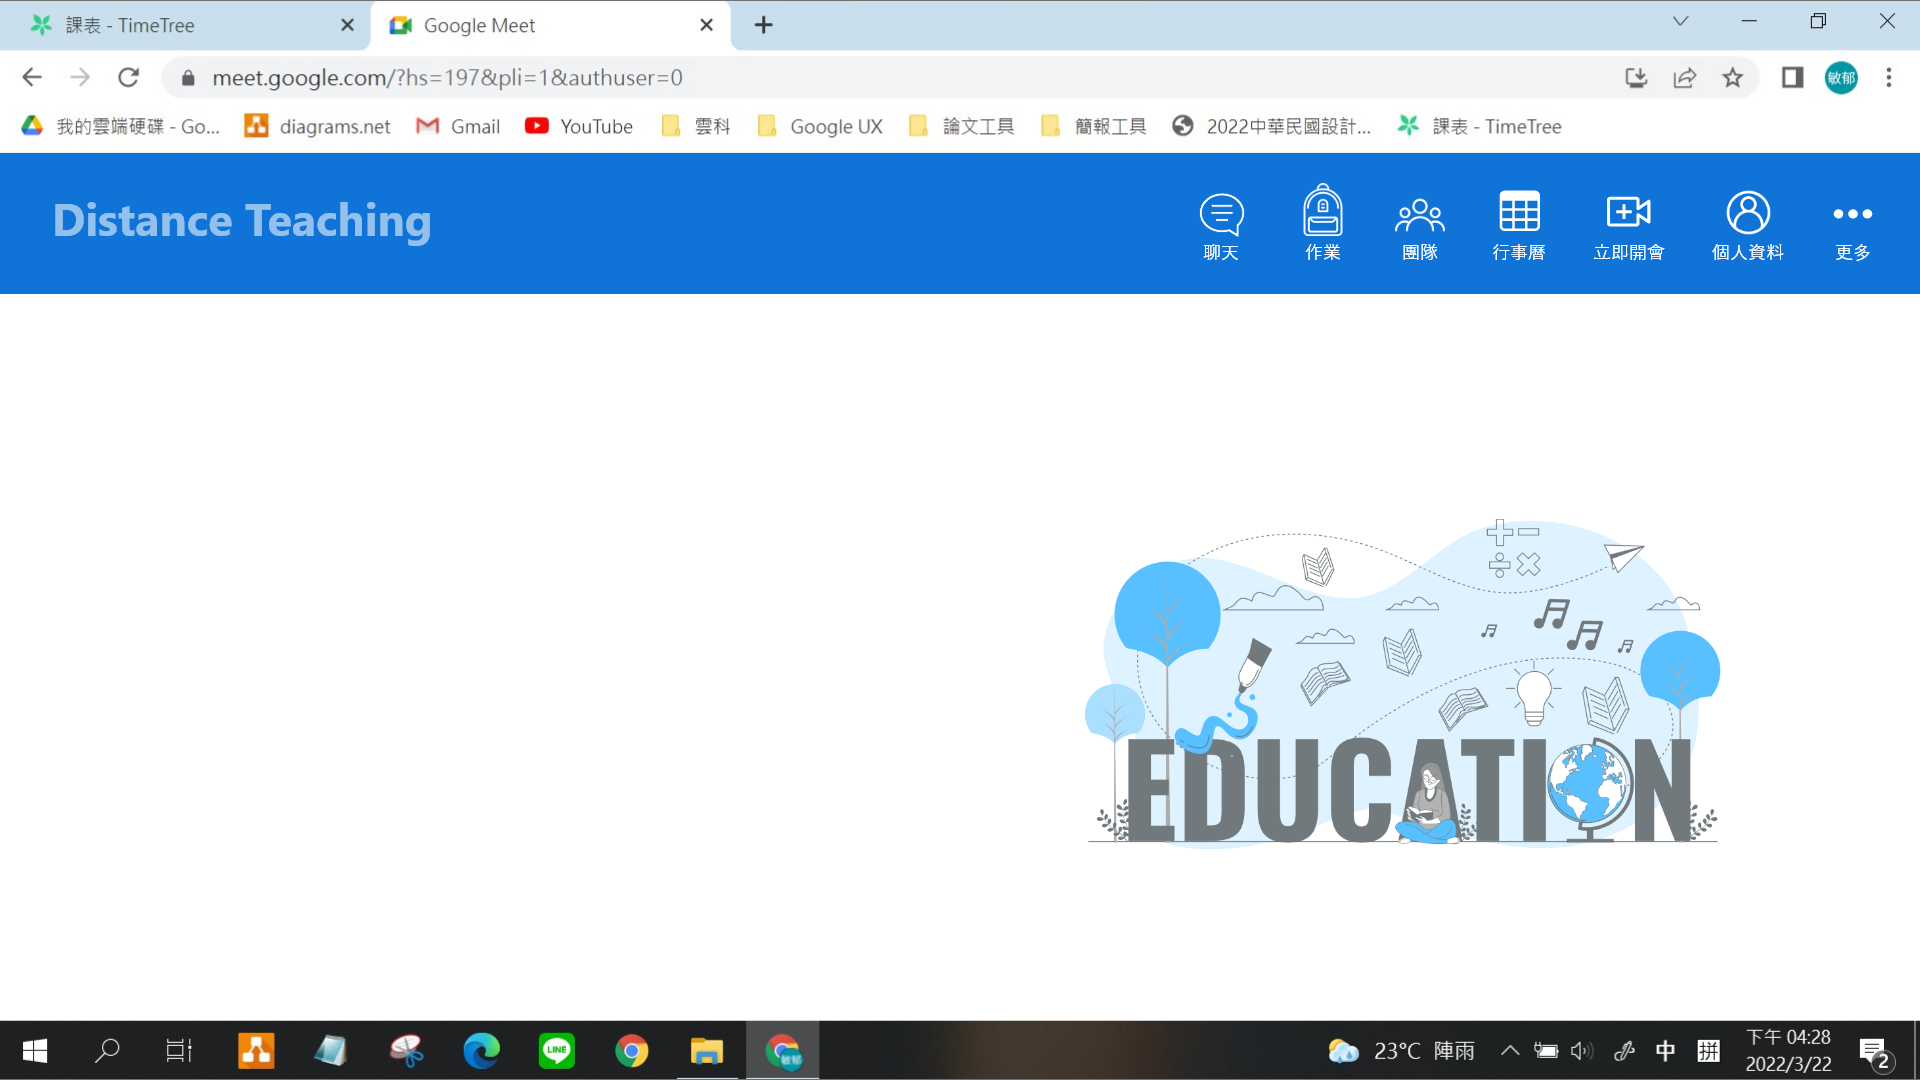 課表 - TimeTree
Google Meet
meet.google.com/?hs=197&pli=1&authuser=0
敏郁
我的雲端硬碟 - Go...
diagrams.net
Gmail
YouTube
雲科
Google UX
論文工具
簡報工具
2022中華民國設計...
課表 - TimeTree
Distance Teaching
聊天
作業
團隊
行事曆
立即開會
個人資料
更多
EDUCATION
LINE
敏郁
23°C 陣雨
中
拼
下午 04:28
2022/3/22
2